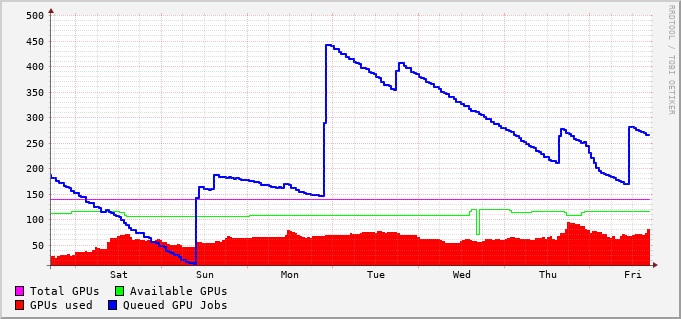 500
450
400
350
300
250
200
150
100
50
Sat Sun Mon Tue Wed Thu Fri
RRDTOOL / TOBI OETIKER
Total GPUs Available GPUs
GPUs used Queued GPU Jobs